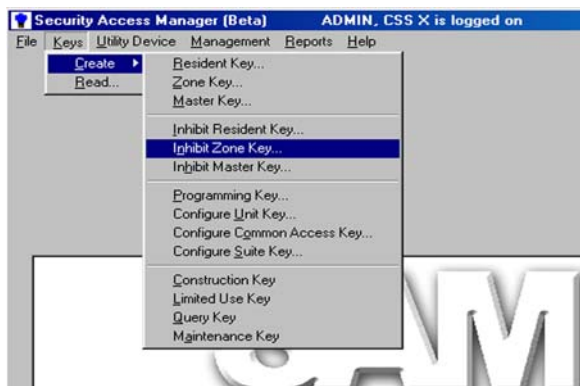 Security Access Manager (Beta) ADMIN, CSS X is logged on
File Keys Utility Device Management Reports Help
Create
Read...
Resident Key...
Zone Key...
Master Key...
Inhibit Resident Key...
Inhibit Zone Key...
Inhibit Master Key...
Programming Key...
Configure Unit Key...
Configure Common Access Key...
Configure Suite Key...
Construction Key
Limited Use Key
Query Key
Maintenance Key
SAM